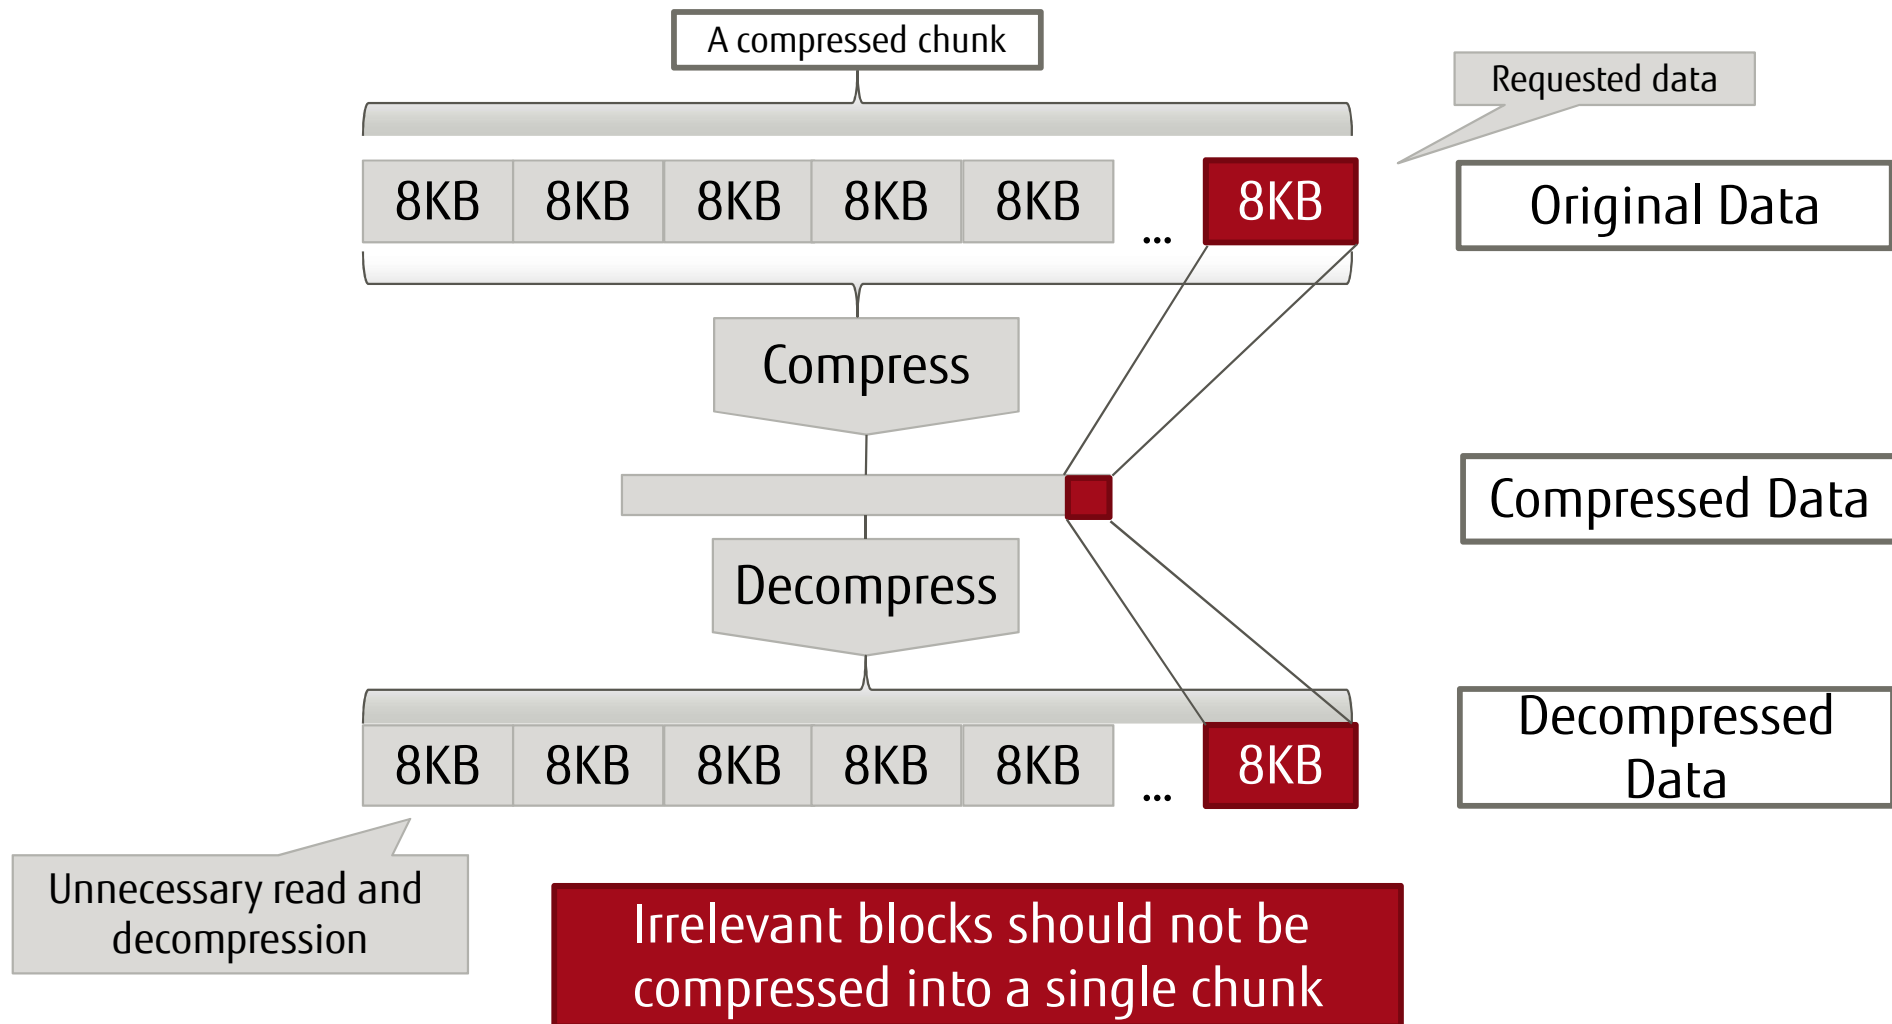 A compressed chunk
Requested data
8KB 8KB 8KB 8KB 8KB ... 8KB
Original Data
Compress
Compressed Data
Decompress
8KB 8KB 8KB 8KB 8KB ... 8KB
Decompressed
Data
Unnecessary read and
decompression
Irrelevant blocks should not be
compressed into a single chunk